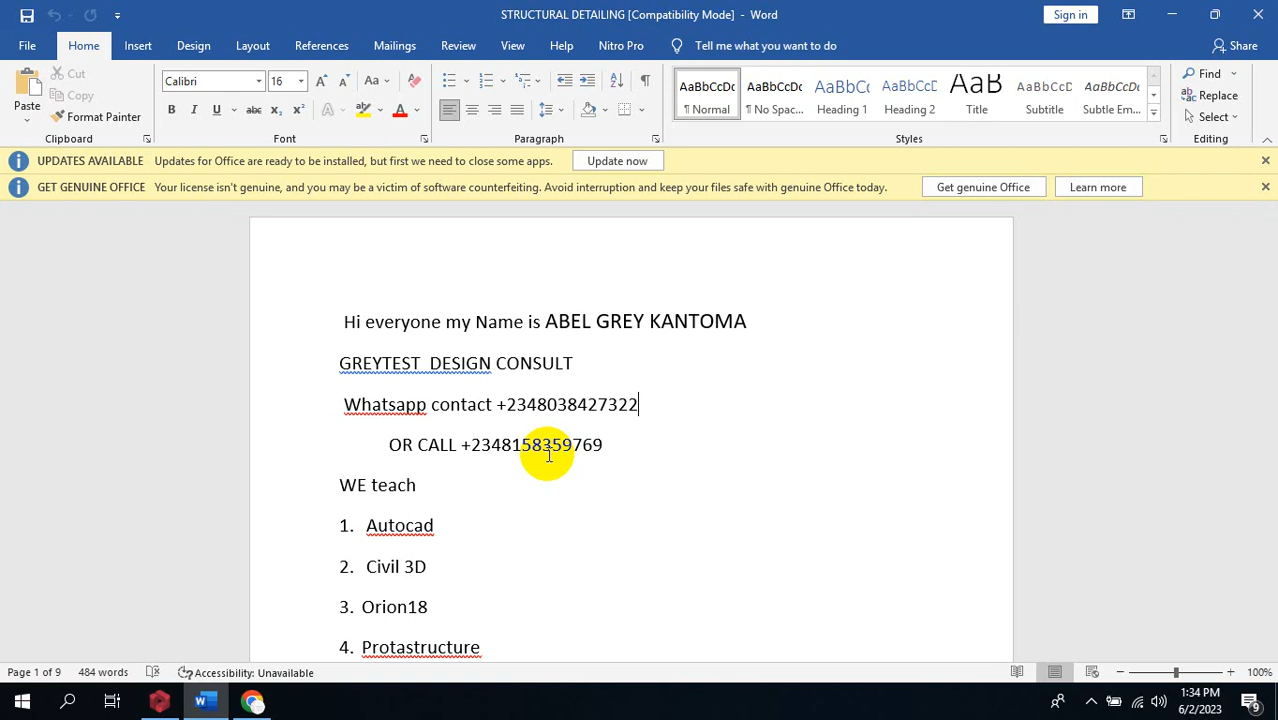 STRUCTURAL DETAILING [Compatibility Mode] - Word
Sign in
File Home Insert Design Layout References Mailings Review View Help Nitro Pro Tell me what you want to do Share
Paste
Cut
Copy
Format Painter
Clipboard
Calibri 16
Font
Paragraph
AaBbCcDc AaBbCcDc AaBbCc AaBbCcD AaB AaBbCcD AaBbCcDc
¶ Normal ¶ No Spac... Heading 1 Heading 2 Title Subtitle Subtle Em...
Styles
Find
Replace
Select
Editing
UPDATES AVAILABLE Updates for Office are ready to be installed, but first we need to close some apps. Update now
GET GENUINE OFFICE Your license isn't genuine, and you may be a victim of software counterfeiting. Avoid interruption and keep your files safe with genuine Office today. Get genuine Office Learn more
Hi everyone my Name is ABEL GREY KANTOMA
GREYTEST DESIGN CONSULT
Whatsapp contact +2348038427322
OR CALL +2348158359769
WE teach
1. Autocad
2. Civil 3D
3. Orion18
4. Protastructure
Page 1 of 9 484 words Accessibility: Unavailable 100%
1:34 PM
6/2/2023
9